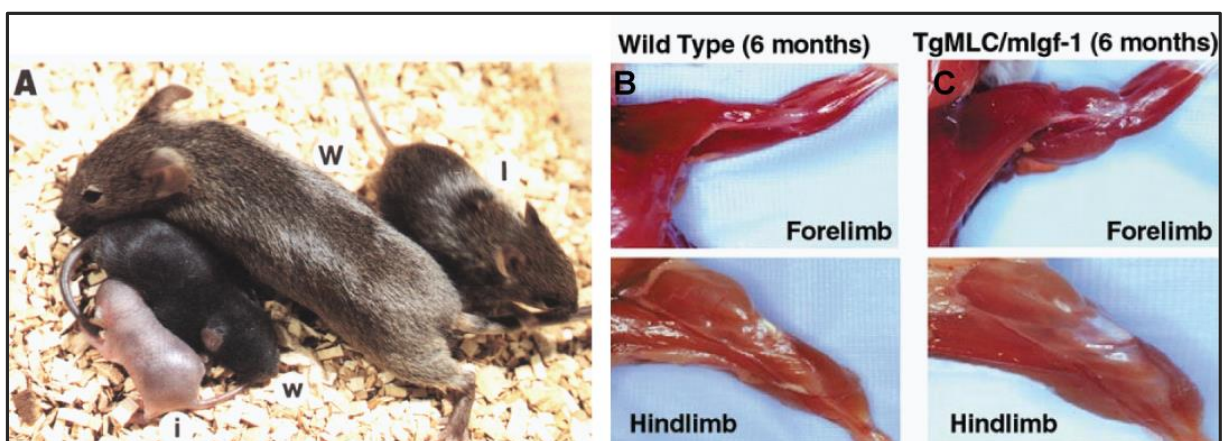 A
W
I
w
i
Wild Type (6 months)
B
Forelimb
Hindlimb
TgMLC/mIgf-1 (6 months)
C
Forelimb
Hindlimb